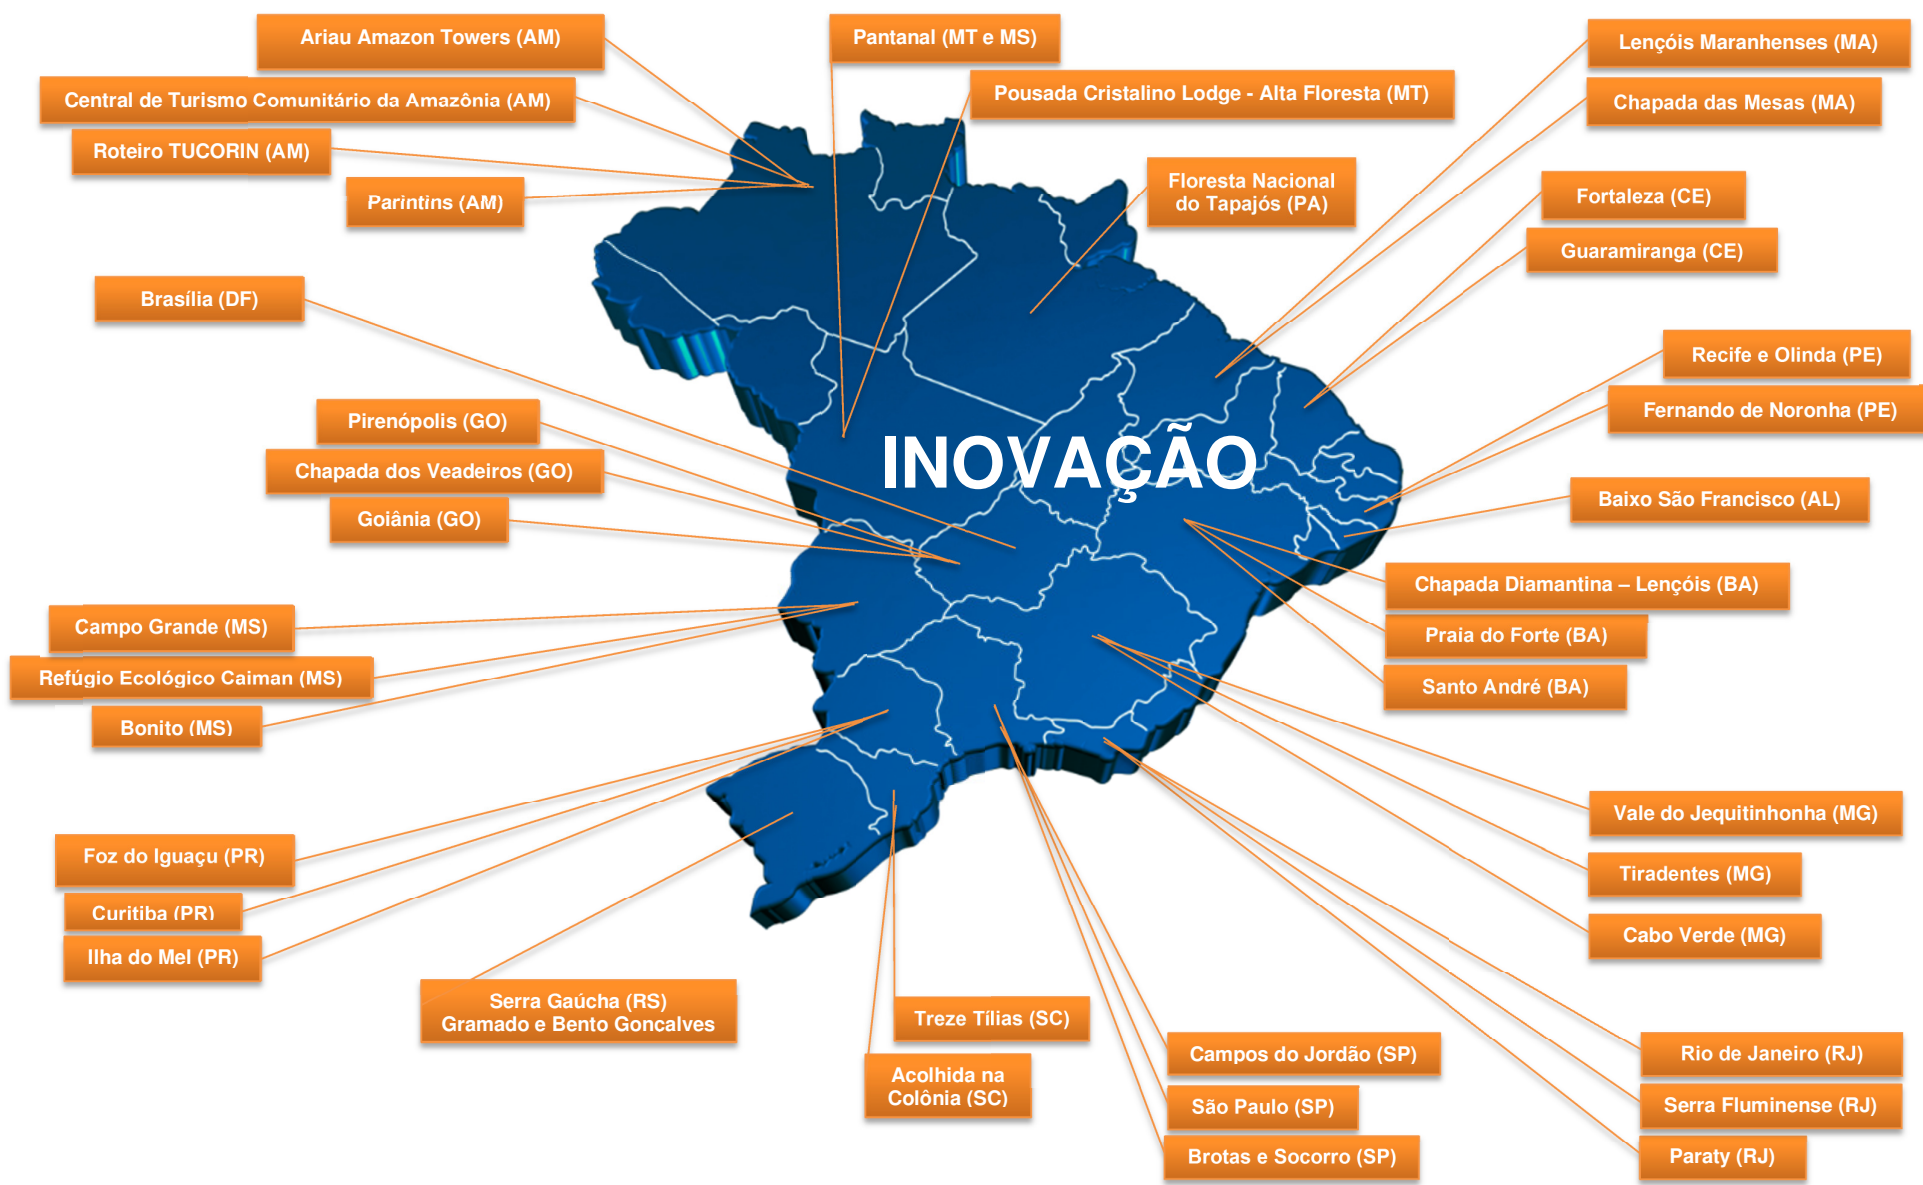 Ariau Amazon Towers (AM)
Pantanal (MT e MS)
Lençóis Maranhenses (MA)
Central de Turismo Comunitário da Amazônia (AM)
Pousada Cristalino Lodge - Alta Floresta (MT)
Chapada das Mesas (MA)
Roteiro TUCORIN (AM)
Parintins (AM)
Floresta Nacional
do Tapajós (PA)
Fortaleza (CE)
Guaramiranga (CE)
Brasília (DF)
Recife e Olinda (PE)
Fernando de Noronha (PE)
Pirenópolis (GO)
INOVAÇÃO
Chapada dos Veadeiros (GO)
Goiânia (GO)
Baixo São Francisco (AL)
Chapada Diamantina – Lençóis (BA)
Praia do Forte (BA)
Santo André (BA)
Campo Grande (MS)
Refúgio Ecológico Caiman (MS)
Bonito (MS)
Vale do Jequitinhonha (MG)
Tiradentes (MG)
Cabo Verde (MG)
Foz do Iguaçu (PR)
Curitiba (PR)
Ilha do Mel (PR)
Serra Gaúcha (RS)
Gramado e Bento Goncalves
Treze Tílias (SC)
Acolhida na
Colônia (SC)
Campos do Jordão (SP)
São Paulo (SP)
Brotas e Socorro (SP)
Rio de Janeiro (RJ)
Serra Fluminense (RJ)
Paraty (RJ)